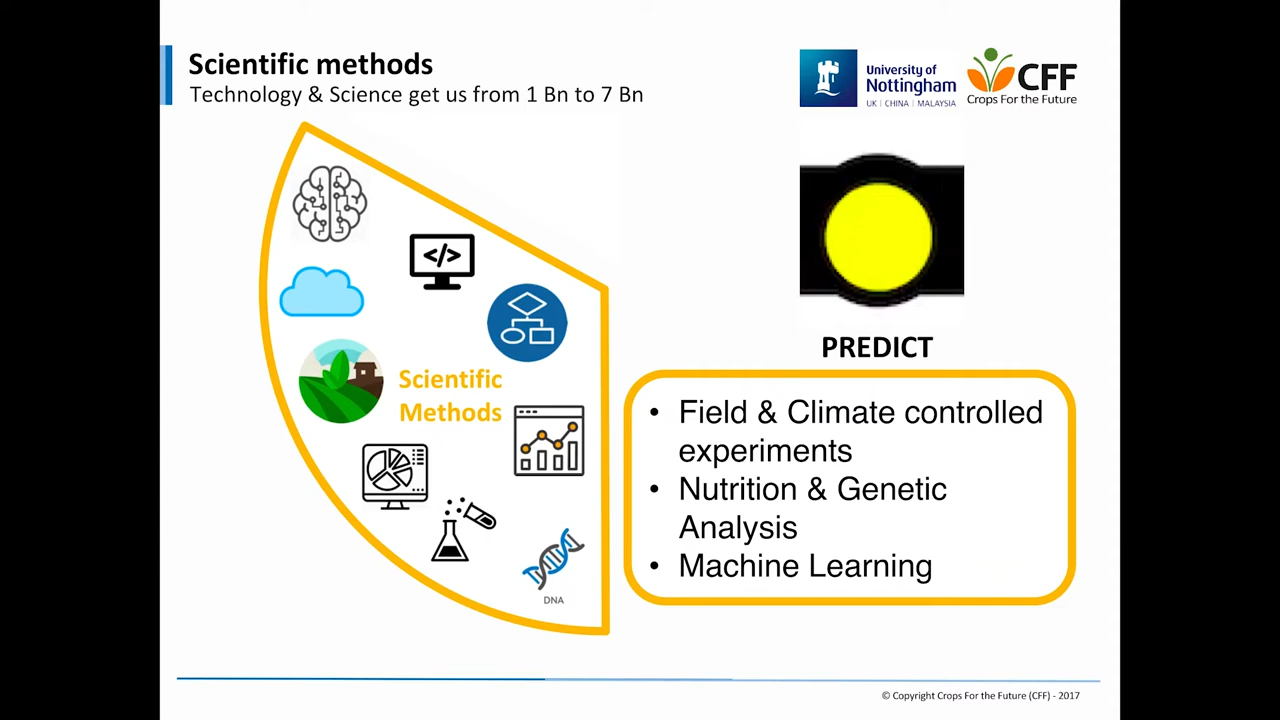 Scientific methods
Technology & Science get us from 1 Bn to 7 Bn
University of
Nottingham
UK | CHINA | MALAYSIA
CFF
Crops For the Future
</>
Scientific
Methods
DNA
PREDICT
• Field & Climate controlled
experiments
• Nutrition & Genetic
Analysis
• Machine Learning
© Copyright Crops For the Future (CFF) - 2017